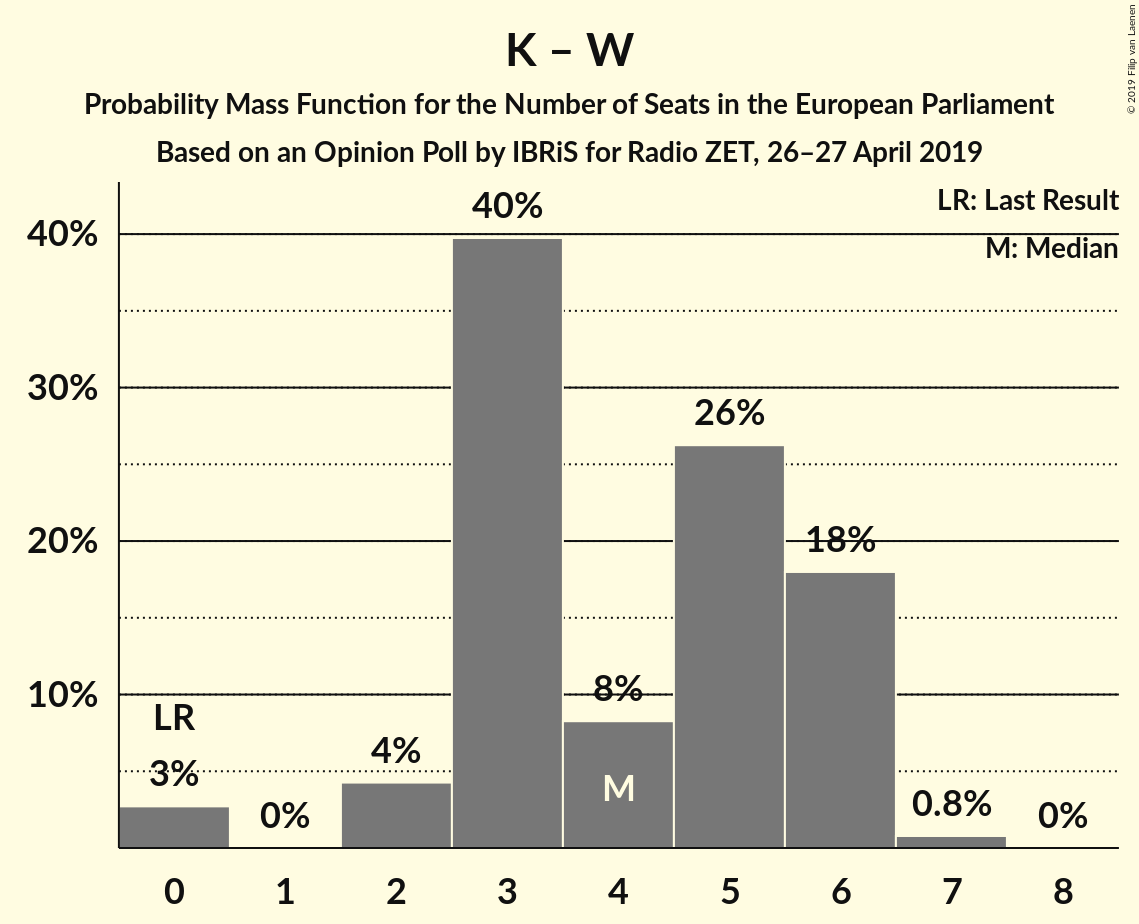 K – W
Probability Mass Function for the Number of Seats in the European Parliament
Based on an Opinion Poll by IBRiS for Radio ZET, 26–27 April 2019
© 2019 Filip van Laenen
LR: Last Result
M: Median
40%
30%
20%
10%
LR
3%
0%
4%
40%
8%
M
26%
18%
0.8%
0%
0 1 2 3 4 5 6 7 8